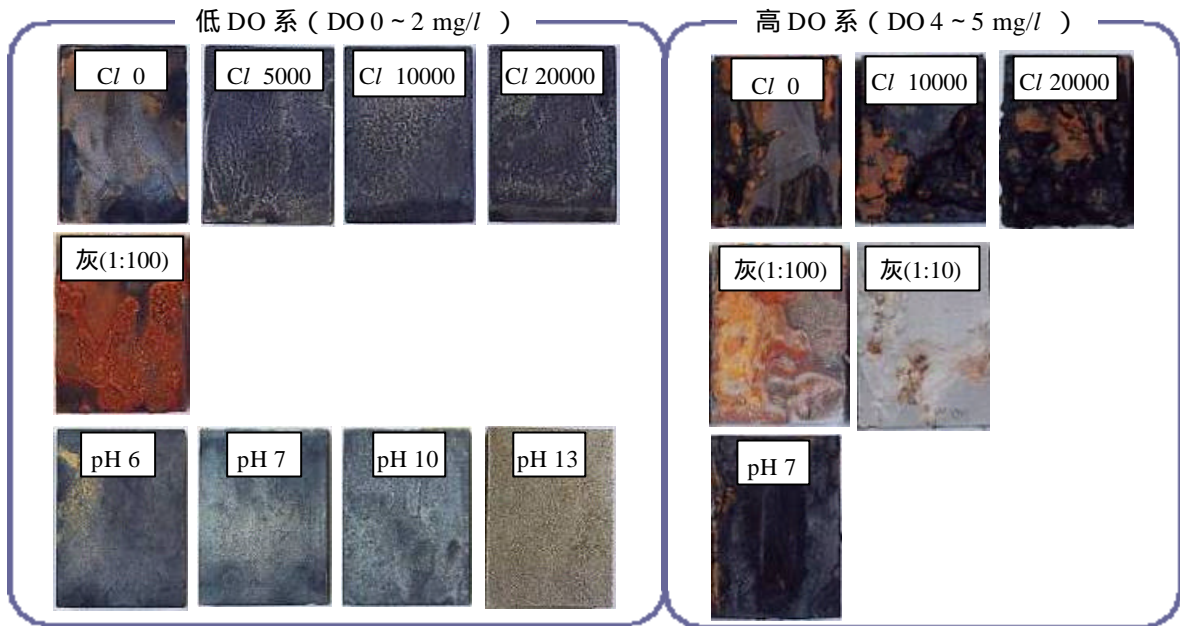 低 DO 系 ( DO 0 ~ 2 mg/l )
Cl 0
Cl 5000
Cl 10000
Cl 20000
灰(1:100)
pH 6
pH 7
pH 10
pH 13
高 DO 系 ( DO 4 ~ 5 mg/l )
Cl 0
Cl 10000
Cl 20000
灰(1:100)
灰(1:10)
pH 7